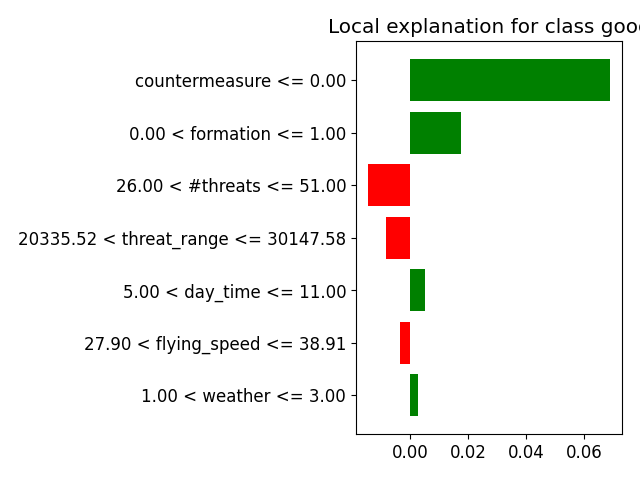 Local explanation for class goo
countermeasure <= 0.00
0.00 < formation <= 1.00
26.00 < #threats <= 51.00
20335.52 < threat_range <= 30147.58
5.00 < day_time <= 11.00
27.90 < flying_speed <= 38.91
1.00 < weather <= 3.00
0.00 0.02 0.04 0.06